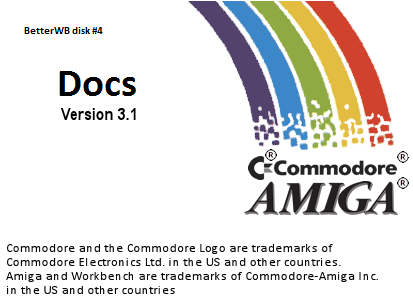 BetterWB disk #4
Docs
Version 3.1
Commodore®
AMIGA®
Commodore and the Commodore Logo are trademarks of
Commodore Electronics Ltd. in the US and other countries.
Amiga and Workbench are trademarks of Commodore-Amiga Inc.
in the US and other countries